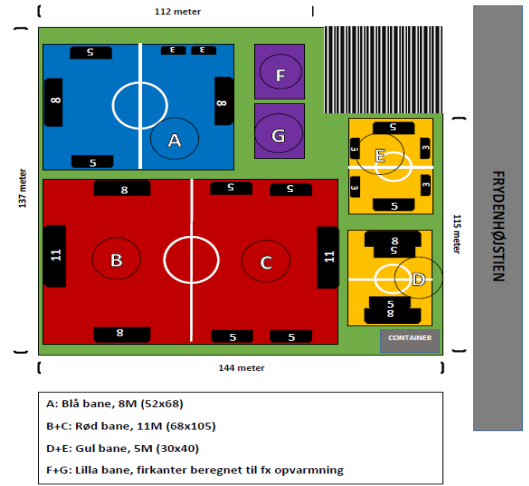 112 meter
5
3
3
8
8
A
5
F
G
5
E
3
3
3
3
5
137 meter
115 meter
FRYDENHØJSTIEN
8
5
5
11
11
B
C
8
5
5
8
5
D
5
8
CONTAINER
144 meter
A: Blå bane, 8M (52x68)
B+C: Rød bane, 11M (68x105)
D+E: Gul bane, 5M (30x40)
F+G: Lilla bane, firkanter beregnet til fx opvarmning